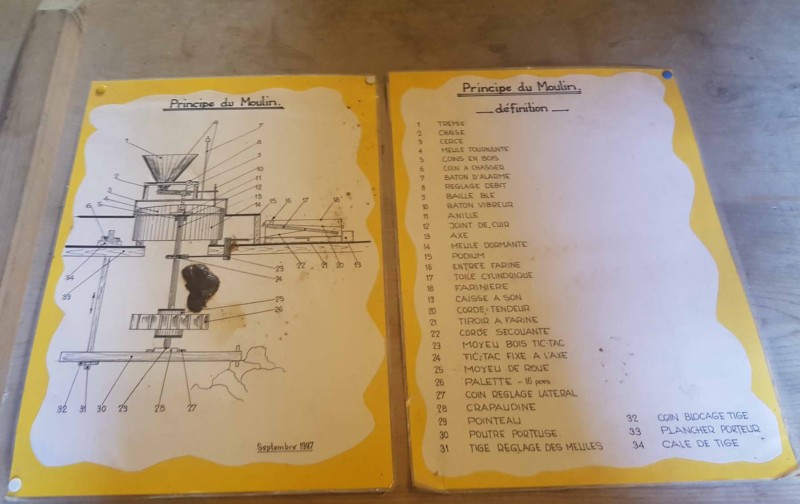 Principe du Moulin.
Septembre 1997
Principe du Moulin.
définition
1 TREMIE
2 CHAISE
3 CERCE
4 MEULE TOURNANTE
5 COINS EN BOIS
6 COIN A CHASSER
7 BATON D'ALARME
8 REGLAGE DEBIT
9 BAILLE BLÉ
10 BATON VIBREUR
11 ANILLE
12 JOINT DE CUIR
13 AXE
14 MEULE DORMANTE
15 PODIUM
16 ENTRÉE FARINE
17 TOILE CYLINDRIQUE
18 FARINIERE
19 CAISSE A SON
20 CORDE-TENDEUR
21 TIROIR A FARINE
22 CORDE SECOUANTE
23 MOYEU BOIS TIC-TAC
24 TIC-TAC FIXE A L'AXE
25 MOYEU DE ROUE
26 PALETTE
27 COIN REGLAGE LATERAL
28 CRAPAUDINE
29 POINTEAU
30 POUTRE PORTEUSE
31 TIGE REGLAGE DES MEULES
32 COIN BLOCAGE TIGE
33 PLANCHER PORTEUR
34 CALE DE TIGE